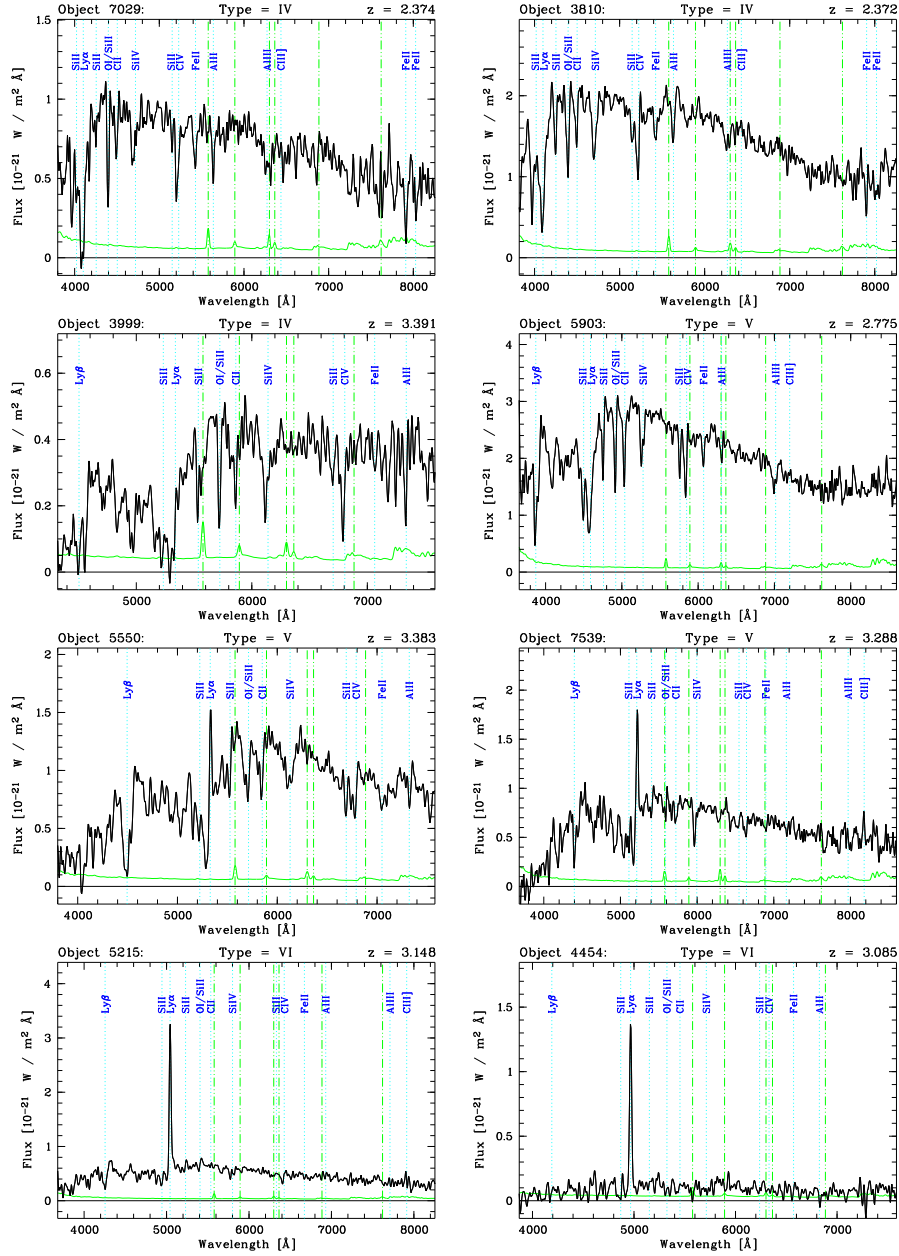 Object 7029: Type = IV z = 2.374
SiII Lyα SiII OI/SiII CII SiIV SiII CIV FeII AlII AlIII CIII] FeII FeII
Flux [10-21 W / m2 Å]
1.5
1
0.5
0
4000 5000 6000 7000 8000
Wavelength [Å]
Object 3810: Type = IV z = 2.372
SiII Lyα SiII OI/SiII CII SiIV SiII CIV FeII AlII AlIII CIII] FeII FeII
Flux [10-21 W / m2 Å]
2
1
0
4000 5000 6000 7000 8000
Wavelength [Å]
Object 3999: Type = IV z = 3.391
Lyβ SiII Lyα SiII OI/SiII CII SiIV SiII CIV FeII AlII
Flux [10-21 W / m2 Å]
0.6
0.4
0.2
0
5000 6000 7000
Wavelength [Å]
Object 5903: Type = V z = 2.775
Lyβ SiII Lyα SiII OI/SiII CII SiIV SiII CIV FeII AlII AlIII CIII]
Flux [10-21 W / m2 Å]
4
3
2
1
0
4000 5000 6000 7000 8000
Wavelength [Å]
Object 5550: Type = V z = 3.383
Lyβ SiII Lyα SiII OI/SiII CII SiIV SiII CIV FeII AlII
Flux [10-21 W / m2 Å]
2
1.5
1
0.5
0
4000 5000 6000 7000
Wavelength [Å]
Object 7539: Type = V z = 3.288
Lyβ SiII Lyα SiII OI/SiII CII SiIV SiII CIV FeII AlII AlIII CIII]
Flux [10-21 W / m2 Å]
2
1.5
1
0.5
0
4000 5000 6000 7000 8000
Wavelength [Å]
Object 5215: Type = VI z = 3.148
Lyβ SiII Lyα SiII OI/SiII CII SiIV SiII CIV FeII AlII AlIII CIII]
Flux [10-21 W / m2 Å]
4
3
2
1
0
4000 5000 6000 7000 8000
Wavelength [Å]
Object 4454: Type = VI z = 3.085
Lyβ SiII Lyα SiII OI/SiII CII SiIV SiII CIV FeII AlII
Flux [10-21 W / m2 Å]
1.5
1
0.5
0
4000 5000 6000 7000
Wavelength [Å]